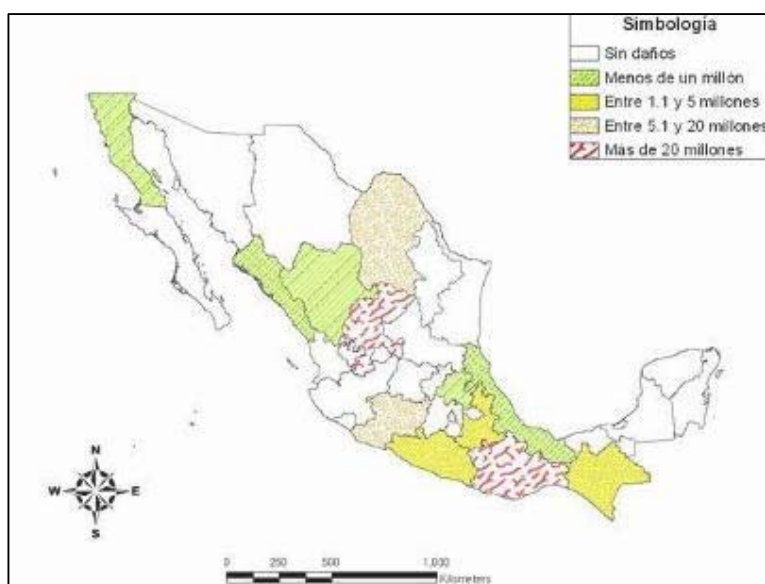 Simbología
Sin daños
Menos de un millón
Entre 1.1 y 5 millones
Entre 5.1 y 20 millones
Más de 20 millones
N
W E
S
0 250 500 1,000
Kilometers